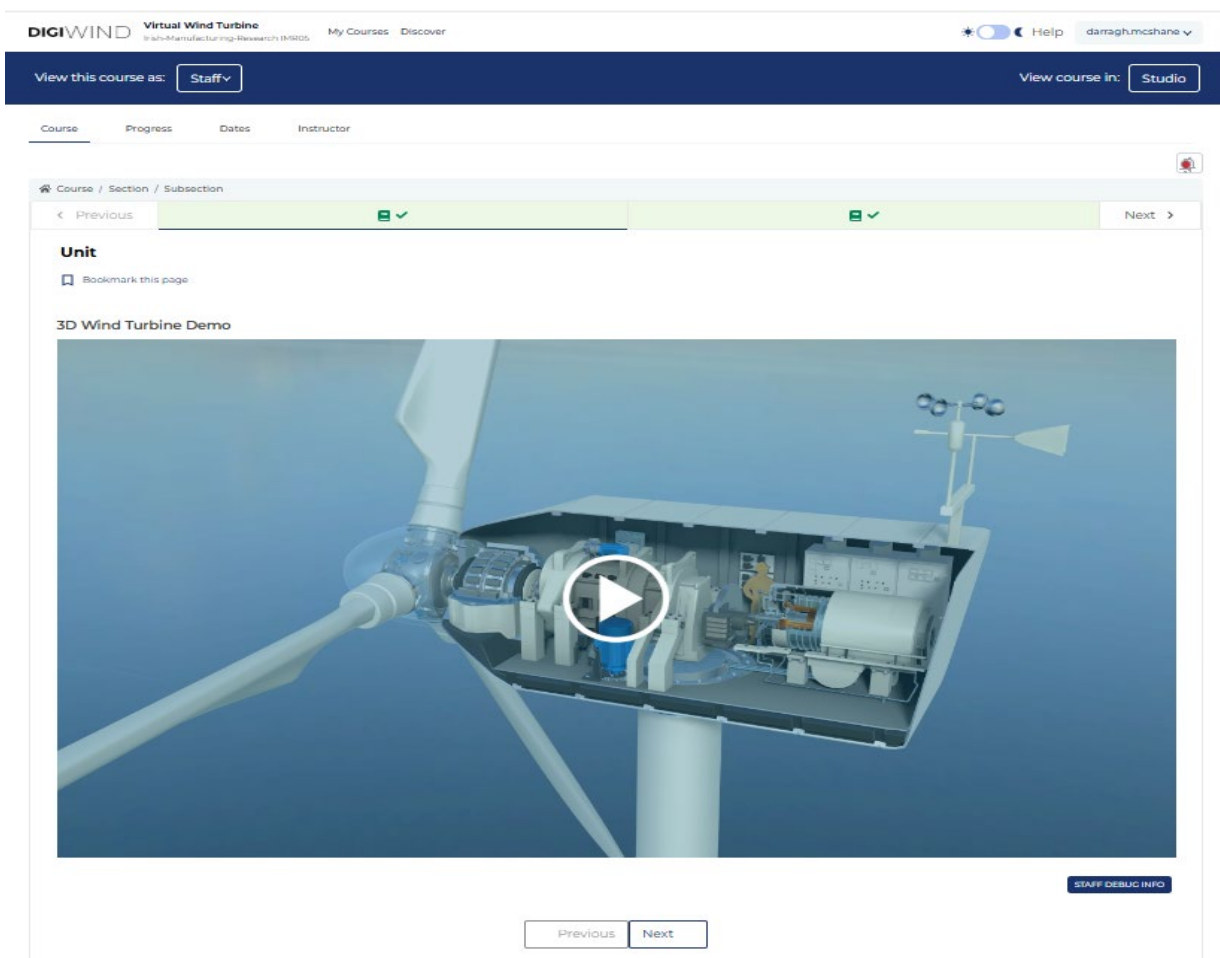 DIGIWIND Virtual Wind Turbine My Courses Discover Help darragh.mcshane
Irish-Manufacturing-Research IMR05
View this course as: Staff View course in: Studio
Course Progress Dates Instructor
Course / Section / Subsection
Previous Next
Unit
Bookmark this page
3D Wind Turbine Demo
STAFF DEBUG INFO
Previous Next